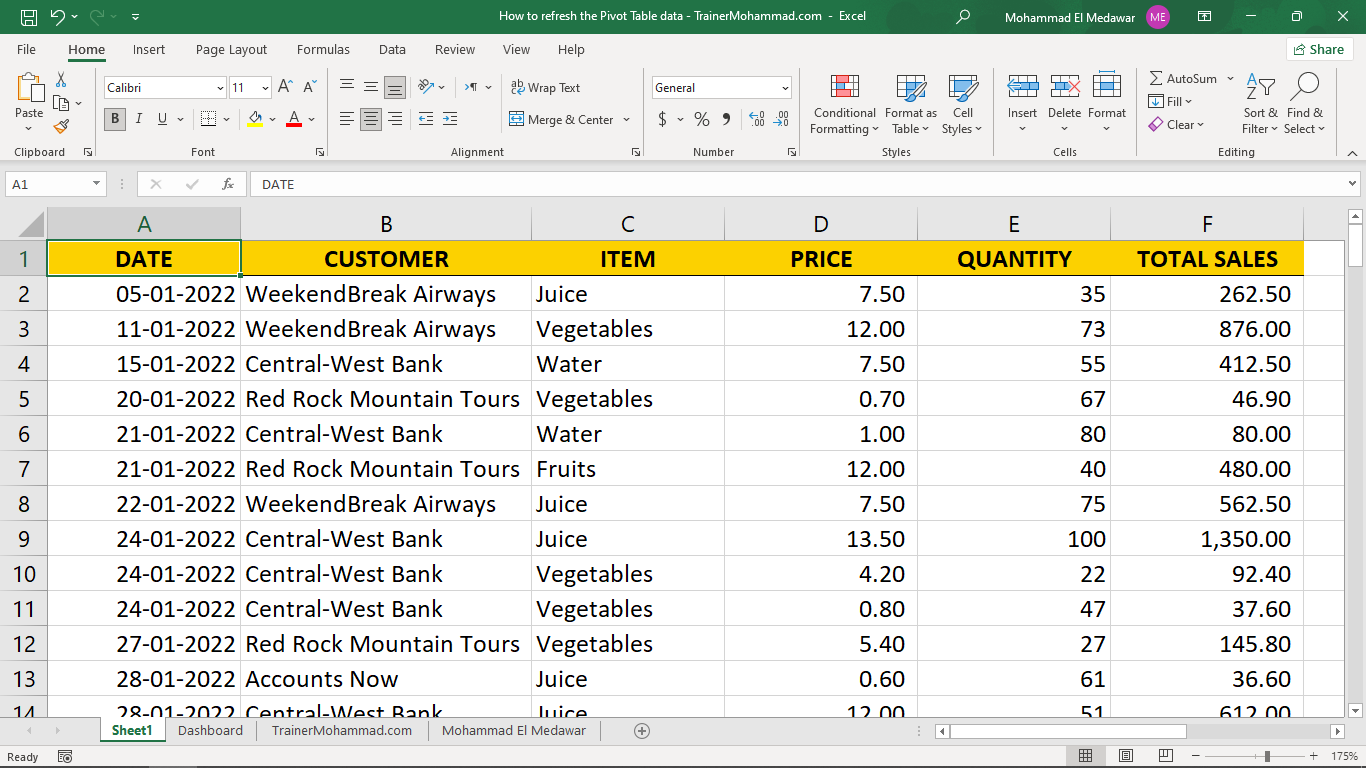 How to refresh the Pivot Table data - TrainerMohammad.com - Excel
Mohammad El Medawar ME
File Home Insert Page Layout Formulas Data Review View Help Share
Paste
Clipboard
Calibri 11
B I U A
Font
ab Wrap Text
Merge & Center
Alignment
General
$ % 9 .00 .00
Number
Conditional Formatting
Format as Table
Cell Styles
Styles
Insert Delete Format
Cells
AutoSum
Fill
Clear
Sort & Filter
Find & Select
Editing
A1 fx DATE
A B C D E F
1 DATE CUSTOMER ITEM PRICE QUANTITY TOTAL SALES
2 05-01-2022 WeekendBreak Airways Juice 7.50 35 262.50
3 11-01-2022 WeekendBreak Airways Vegetables 12.00 73 876.00
4 15-01-2022 Central-West Bank Water 7.50 55 412.50
5 20-01-2022 Red Rock Mountain Tours Vegetables 0.70 67 46.90
6 21-01-2022 Central-West Bank Water 1.00 80 80.00
7 21-01-2022 Red Rock Mountain Tours Fruits 12.00 40 480.00
8 22-01-2022 WeekendBreak Airways Juice 7.50 75 562.50
9 24-01-2022 Central-West Bank Juice 13.50 100 1,350.00
10 24-01-2022 Central-West Bank Vegetables 4.20 22 92.40
11 24-01-2022 Central-West Bank Vegetables 0.80 47 37.60
12 27-01-2022 Red Rock Mountain Tours Vegetables 5.40 27 145.80
13 28-01-2022 Accounts Now Juice 0.60 61 36.60
14 28-01-2022 Central-West Bank Juice 12.00 51 612.00
Sheet1 Dashboard TrainerMohammad.com Mohammad El Medawar
Ready 175%